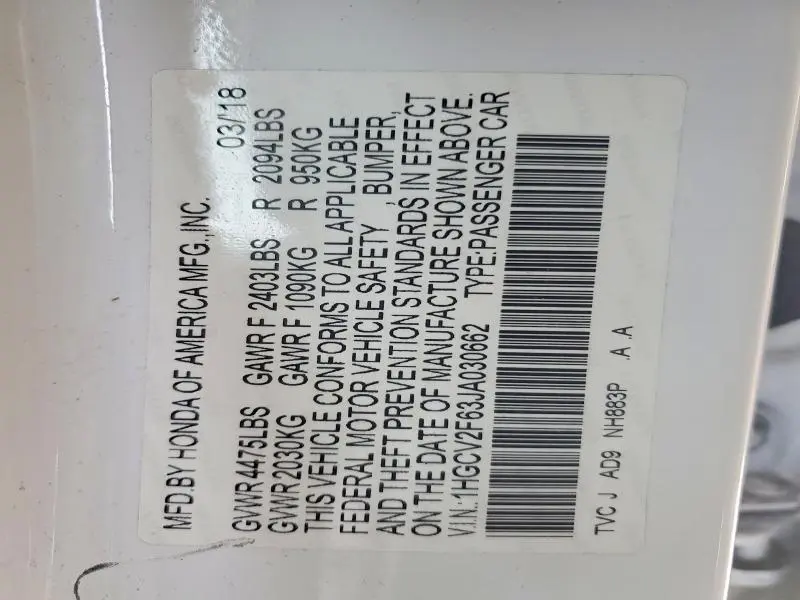 MFD.BY HONDA OF AMERICA MFG.,INC. 03/18
GVWR 4475LBS GAWR F 2403LBS. R 2094LBS
GVWR 2030KG GAWR F 1090KG R 950KG
THIS VEHICLE CONFORMS TO ALL APPLICABLE
FEDERAL MOTOR VEHICLE SAFETY , BUMPER,
AND THEFT PREVENTION STANDARDS IN EFFECT
ON THE DATE OF MANUFACTURE SHOWN ABOVE.
V.I.N.:1HGCV2F63JA030662 TYPE:PASSENGER CAR
TVC J AD9 NH883P .A .A